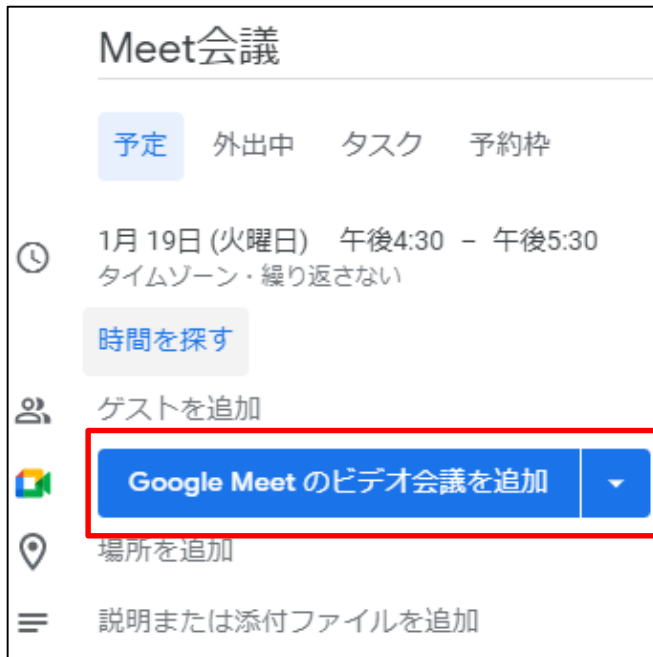 Meet会議
予定 外出中 タスク 予約枠
1月 19日 (火曜日) 午後4:30 – 午後5:30
タイムゾーン・繰り返さない
時間を探す
ゲストを追加
Google Meet のビデオ会議を追加
場所を追加
説明または添付ファイルを追加